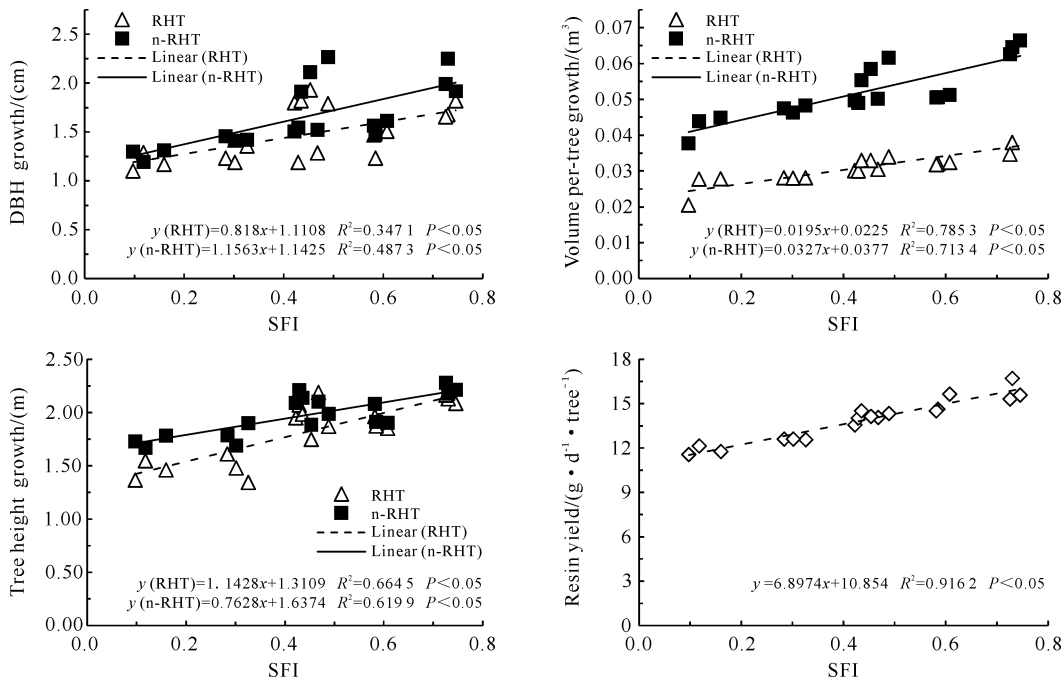 DBH growth/(cm)
2.5
2.0
1.5
1.0
0.5
0.0
RHT
n-RHT
Linear (RHT)
Linear (n-RHT)
y (RHT)=0.818x+1.1108 R²=0.347 1 P<0.05
y (n-RHT)=1.1563x+1.1425 R²=0.487 3 P<0.05
0.0 0.2 0.4 0.6 0.8
SFI
Volume per-tree growth/(m³)
0.07
0.06
0.05
0.04
0.03
0.02
0.01
0.00
RHT
n-RHT
Linear (RHT)
Linear (n-RHT)
y (RHT)=0.0195x+0.0225 R²=0.785 3 P<0.05
y (n-RHT)=0.0327x+0.0377 R²=0.713 4 P<0.05
0.0 0.2 0.4 0.6 0.8
SFI
Tree height growth/(m)
2.50
2.00
1.50
1.00
0.50
0.00
RHT
n-RHT
Linear (RHT)
Linear (n-RHT)
y (RHT)=1.1428x+1.3109 R²=0.664 5 P<0.05
y (n-RHT)=0.7628x+1.6374 R²=0.619 9 P<0.05
0.0 0.2 0.4 0.6 0.8
SFI
Resin yield/(g • d⁻¹ • tree⁻¹)
18
15
12
9
6
3
0
y=6.8974x+10.854 R²=0.916 2 P<0.05
0.0 0.2 0.4 0.6 0.8
SFI